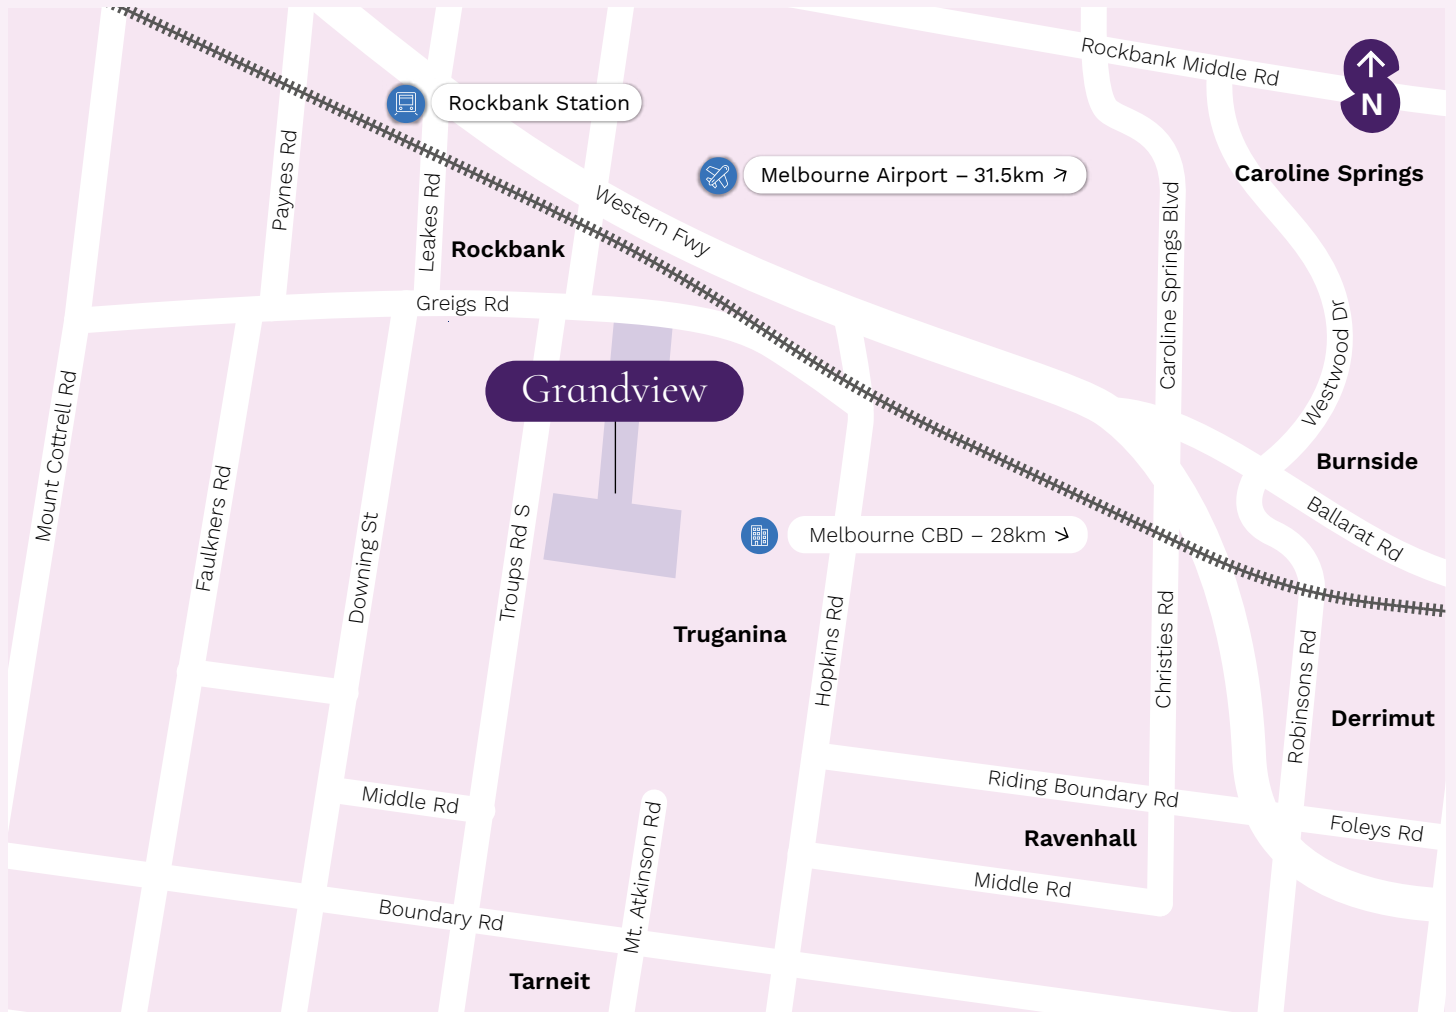 Rockbank Middle Rd
N
Rockbank Station
Paynes Rd
Melbourne Airport – 31.5km
Caroline Springs
Leakes Rd
Western Fwy
Rockbank
Caroline Springs Blvd
Greigs Rd
Westwood Dr
Grandview
Mount Cottrell Rd
Burnside
Faulkners Rd
Downing St
Troups Rd S
Melbourne CBD – 28km
Ballarat Rd
Truganina
Hopkins Rd
Christies Rd
Robinsons Rd
Derrimut
Middle Rd
Riding Boundary Rd
Foleys Rd
Mt. Atkinson Rd
Ravenhall
Middle Rd
Boundary Rd
Tarneit